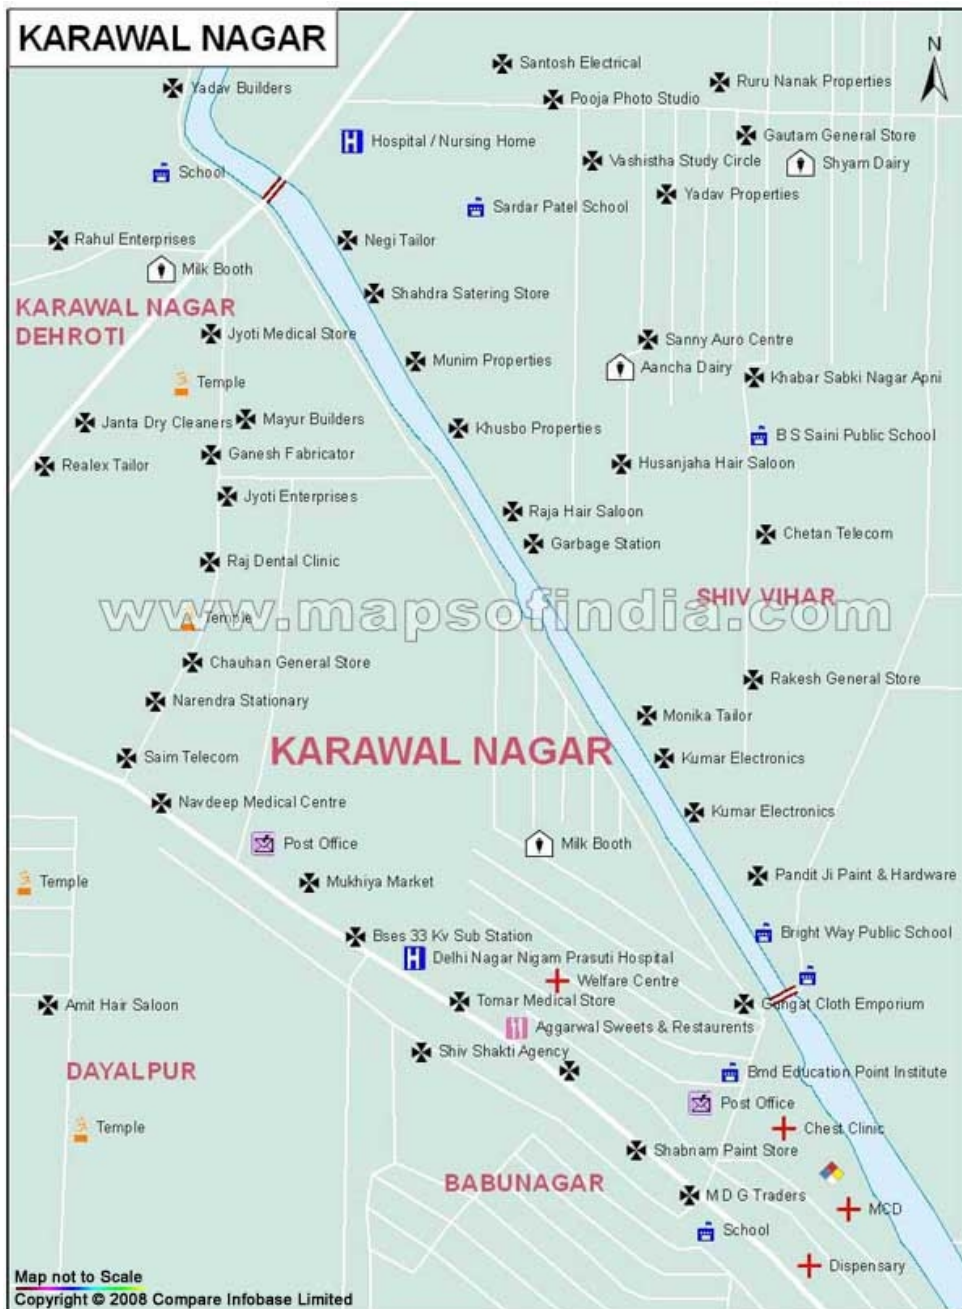 KARAWAL NAGAR
N
Santosh Electrical
Yadav Builders
Ruru Nanak Properties
Pooja Photo Studio
Hospital / Nursing Home
Gautam General Store
Vashistha Study Circle
Shyam Dairy
School
Sardar Patel School
Yadav Properties
Rahul Enterprises
Negi Tailor
Milk Booth
Shahdra Satering Store
KARAWAL NAGAR
DEHROTI
Jyoti Medical Store
Sanny Auro Centre
Munim Properties
Aancha Dairy
Temple
Khabar Sabki Nagar Apni
Janta Dry Cleaners
Mayur Builders
Khusbo Properties
B S Saini Public School
Ganesh Fabricator
Realex Tailor
Husanjaha Hair Saloon
Jyoti Enterprises
Raja Hair Saloon
Garbage Station
Chetan Telecom
Raj Dental Clinic
SHIV VIHAR
www.mapsofindia.com
Temple
Chauhan General Store
Rakesh General Store
Narendra Stationary
Monika Tailor
KARAWAL NAGAR
Saim Telecom
Kumar Electronics
Navdeep Medical Centre
Kumar Electronics
Post Office
Milk Booth
Temple
Mukhiya Market
Pandit Ji Paint & Hardware
Bses 33 Kv Sub Station
Bright Way Public School
Delhi Nagar Nigam Prasuti Hospital
Welfare Centre
Amit Hair Saloon
Tomar Medical Store
Gungat Cloth Emporium
Aggarwal Sweets & Restaurents
Shiv Shakti Agency
DAYALPUR
Bmd Education Point Institute
Post Office
Temple
Chest Clinic
Shabnam Paint Store
BABUNAGAR
M D G Traders
MCD
School
Dispensary
Map not to Scale
Copyright © 2008 Compare Infobase Limited